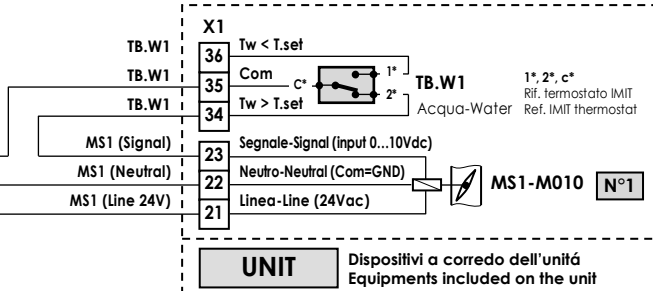 X1
TB.W1 36 Tw < T.set
TB.W1 35 Com C* 1* 2* TB.W1 1*, 2*, c*
Acqua-Water Rif. termostato IMIT
TB.W1 34 Tw > T.set Ref. IMIT thermostat
MS1 (Signal) 23 Segnale-Signal (input 0...10Vdc)
MS1 (Neutral) 22 Neutro-Neutral (Com=GND) MS1-M010 N°1
MS1 (Line 24V) 21 Linea-Line (24Vac)
UNIT Dispositivi a corredo dell'unitá
Equipments included on the unit